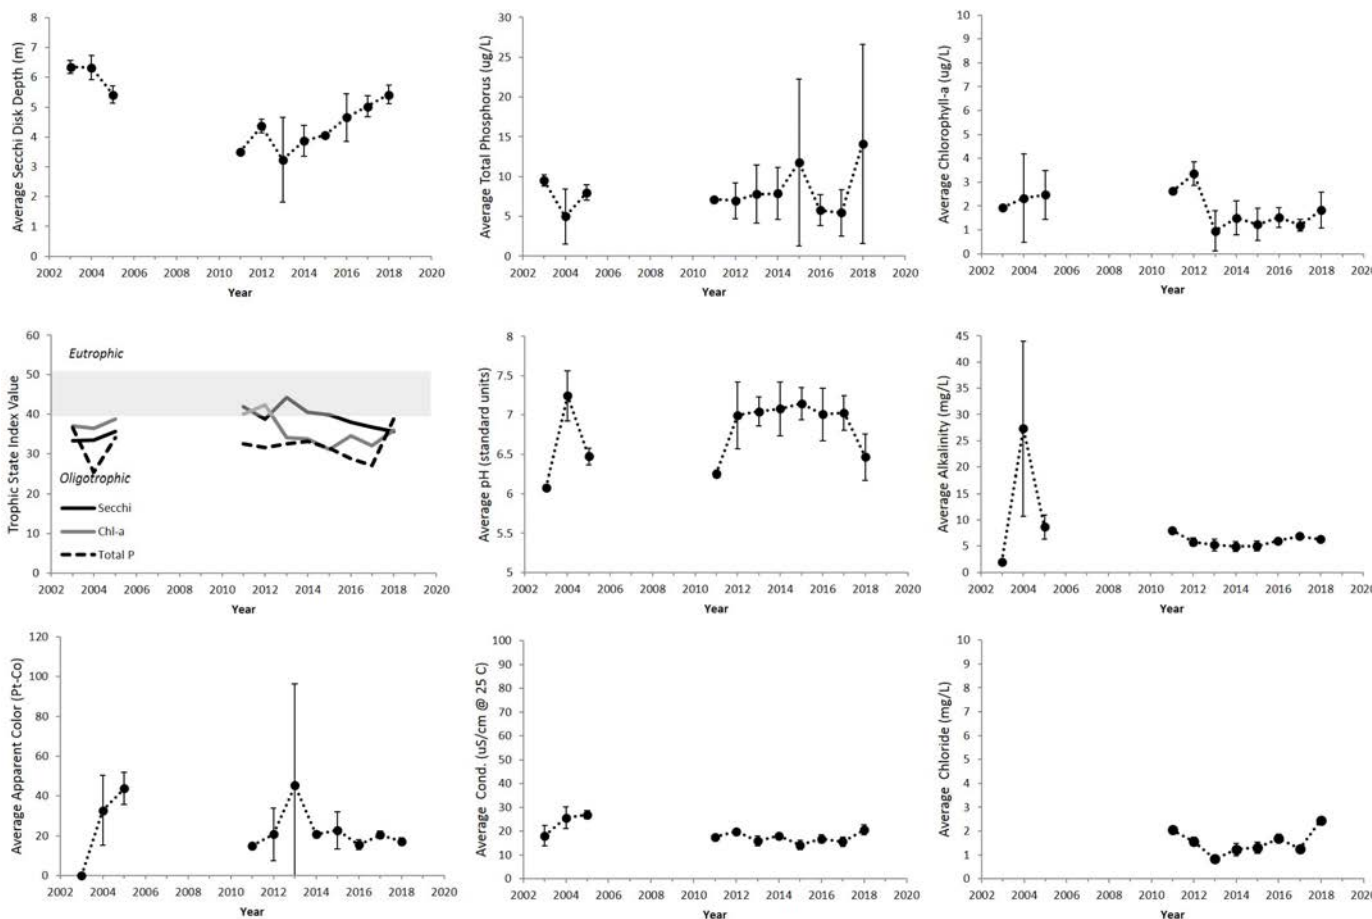 Average Secchi Disk Depth (m)
8
7
6
5
4
3
2
1
0
2002 2004 2006 2008 2010 2012 2014 2016 2018 2020
Year
Average Total Phosphorus (ug/L)
30
25
20
15
10
5
0
2002 2004 2006 2008 2010 2012 2014 2016 2018 2020
Year
Average Chlorophyll-a (ug/L)
10
9
8
7
6
5
4
3
2
1
0
2002 2004 2006 2008 2010 2012 2014 2016 2018 2020
Year
Trophic State Index Value
60
50
40
30
20
10
0
Eutrophic
Oligotrophic
Secchi
Chl-a
Total P
2002 2004 2006 2008 2010 2012 2014 2016 2018 2020
Year
Average pH (standard units)
8
7.5
7
6.5
6
5.5
5
2002 2004 2006 2008 2010 2012 2014 2016 2018 2020
Year
Average Alkalinity (mg/L)
45
40
35
30
25
20
15
10
5
0
2002 2004 2006 2008 2010 2012 2014 2016 2018 2020
Year
Average Apparent Color (Pt-Co)
120
100
80
60
40
20
0
2002 2004 2006 2008 2010 2012 2014 2016 2018 2020
Year
Average Cond. (uS/cm @ 25 C)
100
90
80
70
60
50
40
30
20
10
0
2002 2004 2006 2008 2010 2012 2014 2016 2018 2020
Year
Average Chloride (mg/L)
10
9
8
7
6
5
4
3
2
1
0
2002 2004 2006 2008 2010 2012 2014 2016 2018 2020
Year